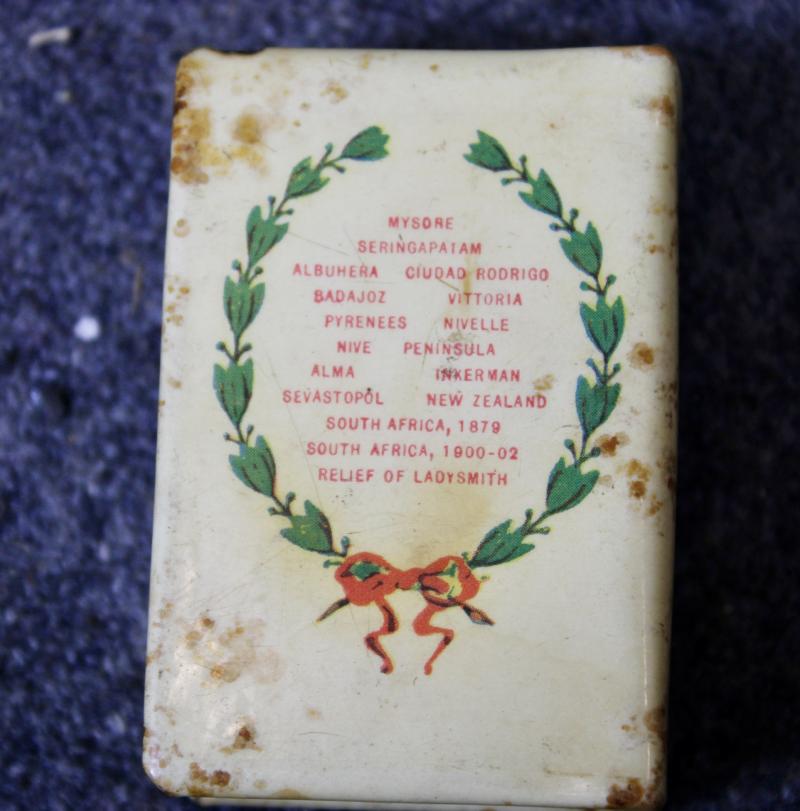 MYSORE
SERINGAPATAM
ALBUHERA CIUDAD RODRIGO
BADAJOZ VITTORIA
PYRENEES NIVELLE
NIVE PENINSULA
ALMA INKERMAN
SEVASTOPOL NEW ZEALAND
SOUTH AFRICA, 1879
SOUTH AFRICA, 1900-02
RELIEF OF LADYSMITH